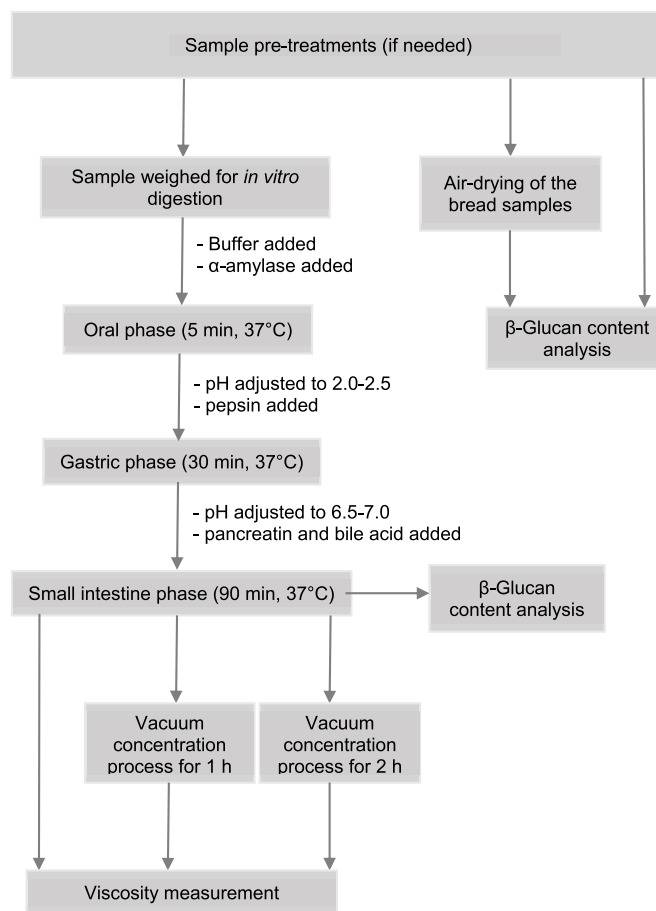 Sample pre-treatments (if needed)
Sample weighed for in vitro
digestion
Air-drying of the
bread samples
- Buffer added
- α-amylase added
Oral phase (5 min, 37°C)
β-Glucan content
analysis
- pH adjusted to 2.0-2.5
- pepsin added
Gastric phase (30 min, 37°C)
- pH adjusted to 6.5-7.0
- pancreatin and bile acid added
Small intestine phase (90 min, 37°C)
β-Glucan
content analysis
Vacuum
concentration
process for 1 h
Vacuum
concentration
process for 2 h
Viscosity measurement